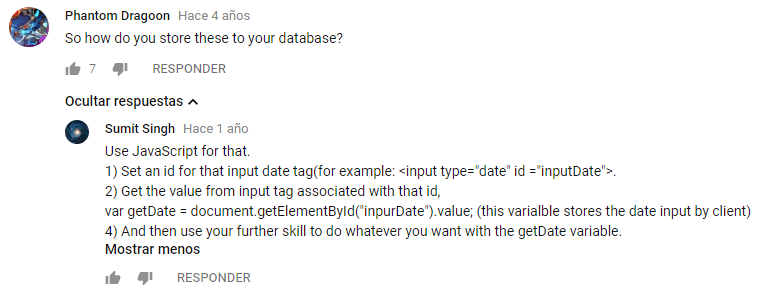 Phantom Dragoon Hace 4 años
So how do you store these to your database?
7 RESPONDER
Ocultar respuestas
Sumit Singh Hace 1 año
Use JavaScript for that.
1) Set an id for that input date tag(for example: <input type="date" id ="inputDate">.
2) Get the value from input tag associated with that id,
var getDate = document.getElementById("inpurDate").value; (this varialble stores the date input by client)
4) And then use your further skill to do whatever you want with the getDate variable.
Mostrar menos
RESPONDER